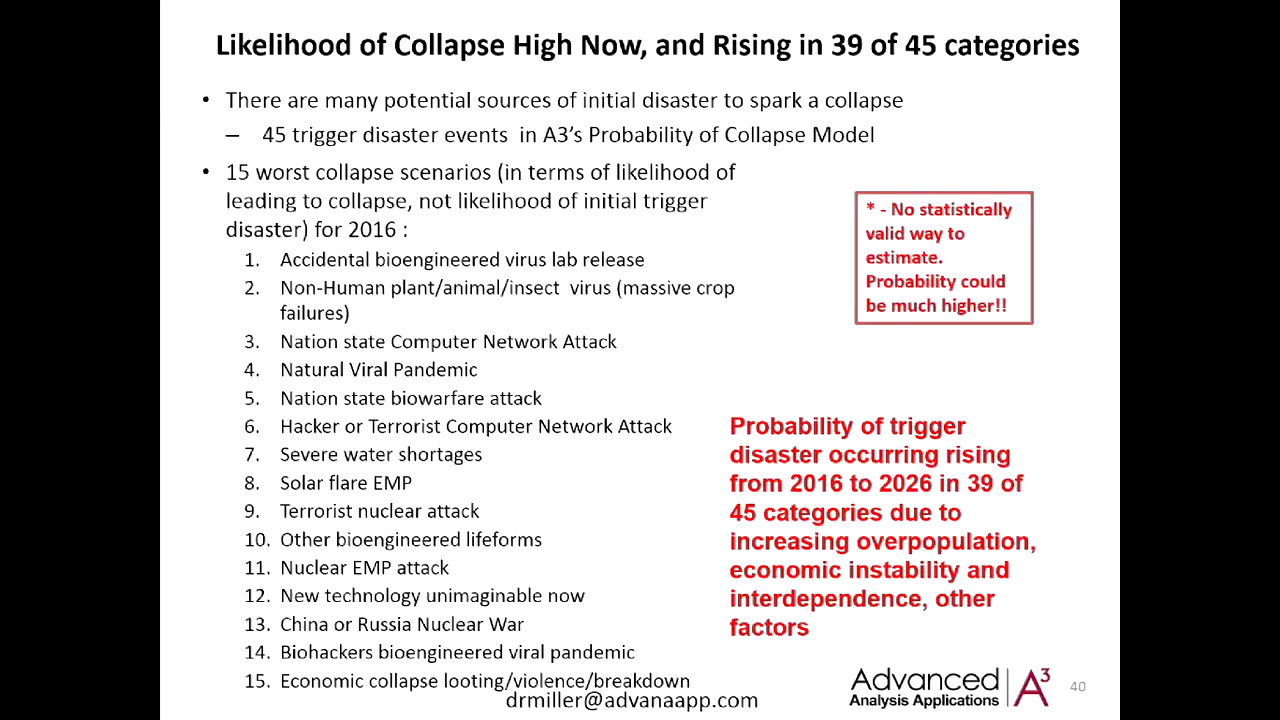 Likelihood of Collapse High Now, and Rising in 39 of 45 categories
• There are many potential sources of initial disaster to spark a collapse
– 45 trigger disaster events in A3's Probability of Collapse Model
• 15 worst collapse scenarios (in terms of likelihood of
leading to collapse, not likelihood of initial trigger
disaster) for 2016 :
1. Accidental bioengineered virus lab release
2. Non-Human plant/animal/insect virus (massive crop
failures)
3. Nation state Computer Network Attack
4. Natural Viral Pandemic
5. Nation state biowarfare attack
6. Hacker or Terrorist Computer Network Attack
7. Severe water shortages
8. Solar flare EMP
9. Terrorist nuclear attack
10. Other bioengineered lifeforms
11. Nuclear EMP attack
12. New technology unimaginable now
13. China or Russia Nuclear War
14. Biohackers bioengineered viral pandemic
15. Economic collapse looting/violence/breakdown
* - No statistically
valid way to
estimate.
Probability could
be much higher!!
Probability of trigger
disaster occurring rising
from 2016 to 2026 in 39 of
45 categories due to
increasing overpopulation,
economic instability and
interdependence, other
factors
drmiller@advanaapp.com
Advanced
Analysis Applications
A3
40